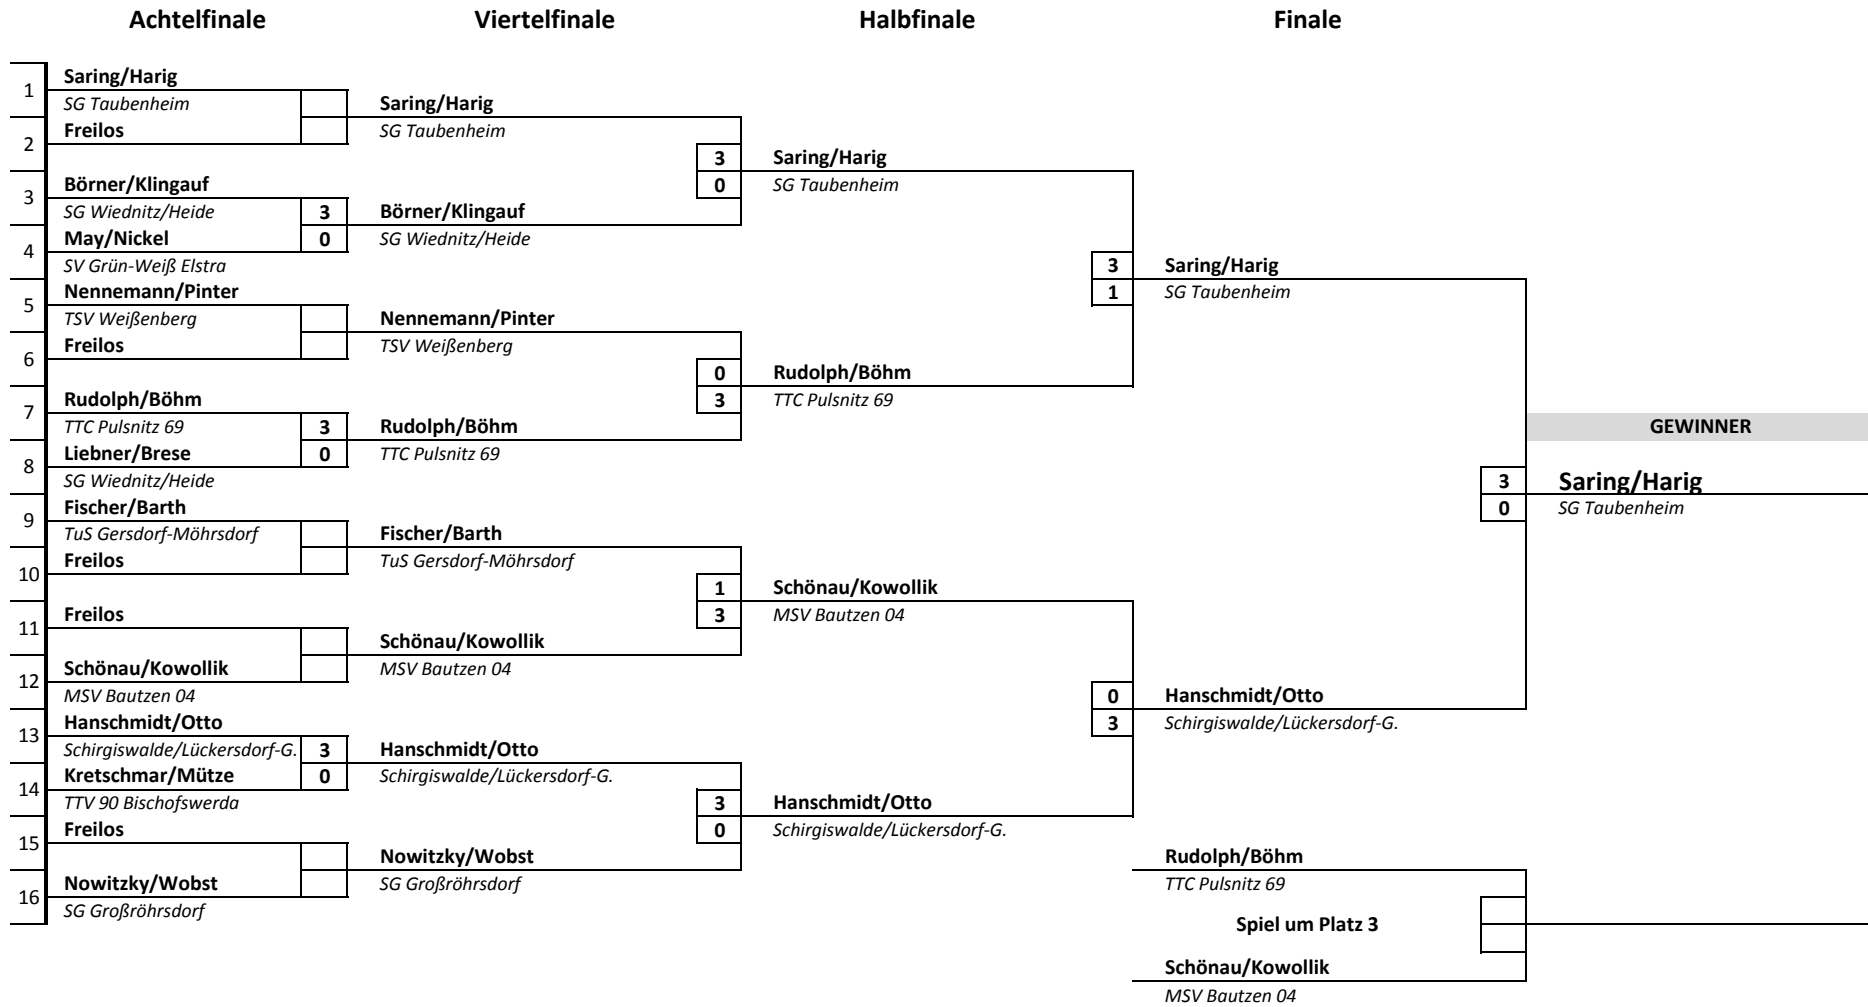 Achtelfinale
Viertelfinale
Halbfinale
Finale
1
Saring/Harig
SG Taubenheim
2
Freilos
3
Börner/Klingauf
SG Wiednitz/Heide
3
0
4
May/Nickel
SV Grün-Weiß Elstra
5
Nennemann/Pinter
TSV Weißenberg
6
Freilos
7
Rudolph/Böhm
TTC Pulsnitz 69
3
0
8
Liebner/Brese
SG Wiednitz/Heide
9
Fischer/Barth
TuS Gersdorf-Möhrsdorf
10
Freilos
11
Freilos
12
Schönau/Kowollik
MSV Bautzen 04
13
Hanschmidt/Otto
Schirgiswalde/Lückersdorf-G.
3
0
14
Kretschmar/Mütze
TTV 90 Bischofswerda
15
Freilos
16
Nowitzky/Wobst
SG Großröhrsdorf
Saring/Harig
SG Taubenheim
3
0
Börner/Klingauf
SG Wiednitz/Heide
Nennemann/Pinter
TSV Weißenberg
0
3
Rudolph/Böhm
TTC Pulsnitz 69
Fischer/Barth
TuS Gersdorf-Möhrsdorf
1
3
Schönau/Kowollik
MSV Bautzen 04
Hanschmidt/Otto
Schirgiswalde/Lückersdorf-G.
3
0
Nowitzky/Wobst
SG Großröhrsdorf
Saring/Harig
SG Taubenheim
3
1
Rudolph/Böhm
TTC Pulsnitz 69
Schönau/Kowollik
MSV Bautzen 04
0
3
Hanschmidt/Otto
Schirgiswalde/Lückersdorf-G.
Saring/Harig
SG Taubenheim
3
0
Hanschmidt/Otto
Schirgiswalde/Lückersdorf-G.
GEWINNER
Saring/Harig
SG Taubenheim
Rudolph/Böhm
TTC Pulsnitz 69
Spiel um Platz 3
Schönau/Kowollik
MSV Bautzen 04